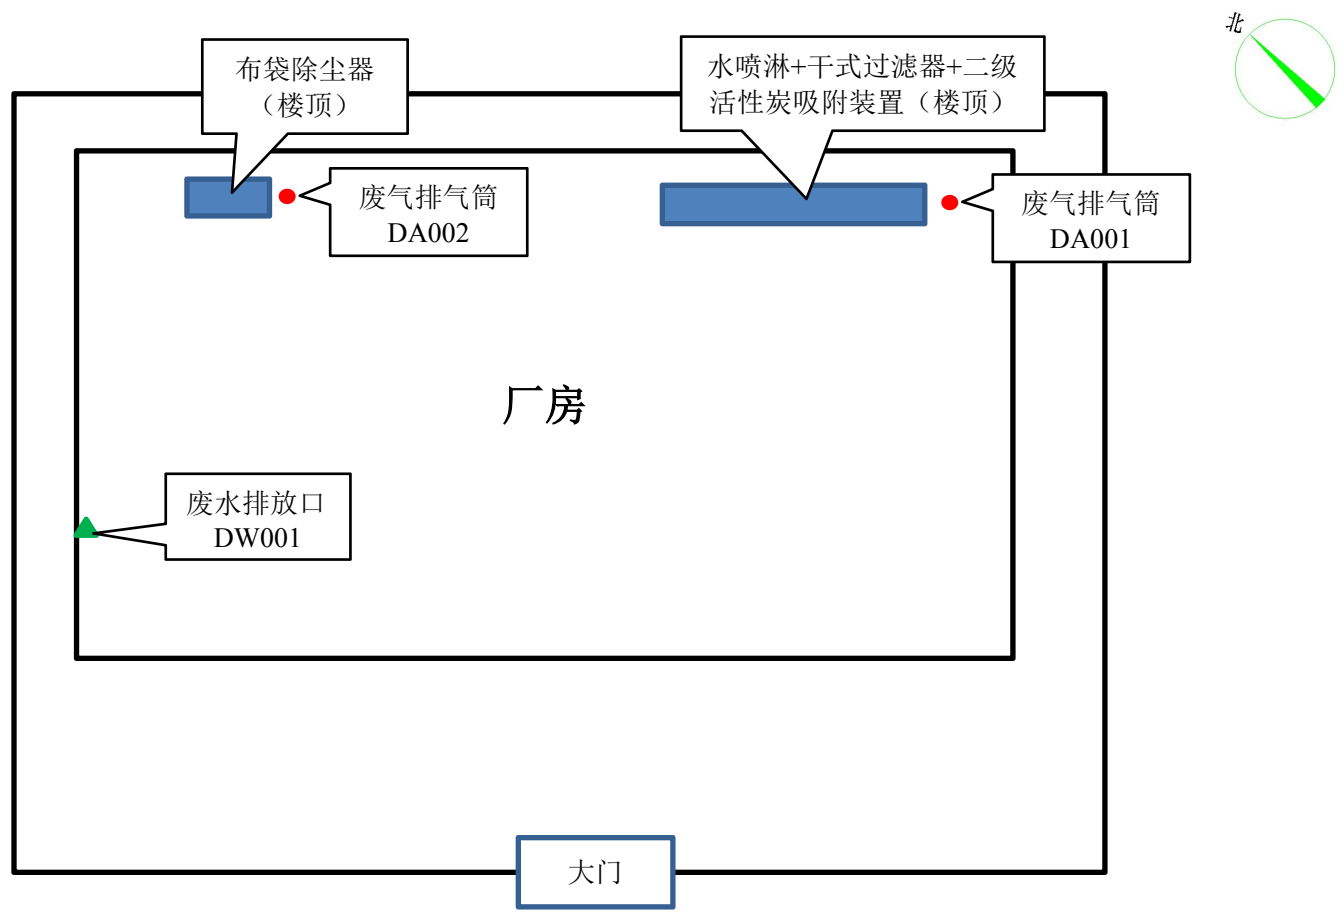 北
布袋除尘器
（楼顶）
水喷淋+干式过滤器+二级
活性炭吸附装置（楼顶）
废气排气筒
DA002
废气排气筒
DA001
厂房
废水排放口
DW001
大门